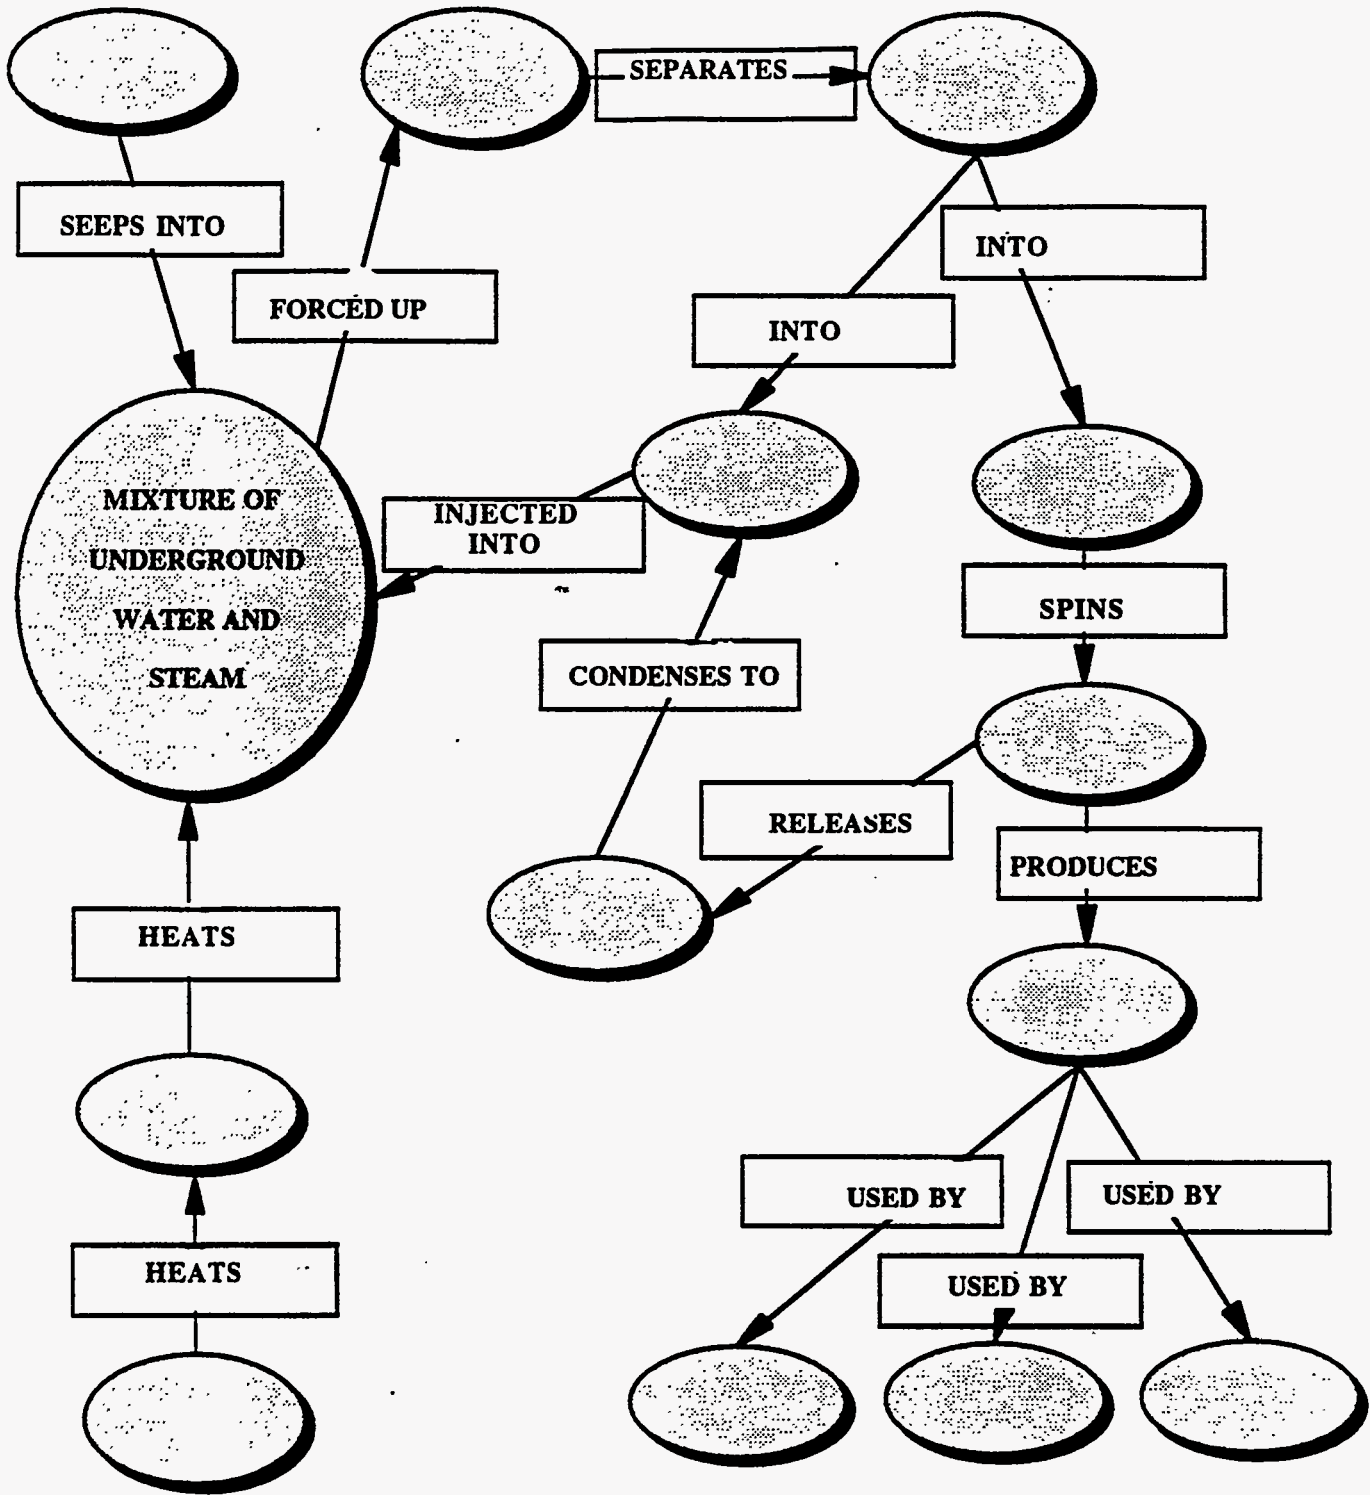 SEPARATES
SEEPS INTO
INTO
FORCED UP
INTO
MIXTURE OF
UNDERGROUND
WATER AND
STEAM
INJECTED
INTO
SPINS
CONDENSES TO
RELEASES
PRODUCES
HEATS
USED BY
USED BY
HEATS
USED BY